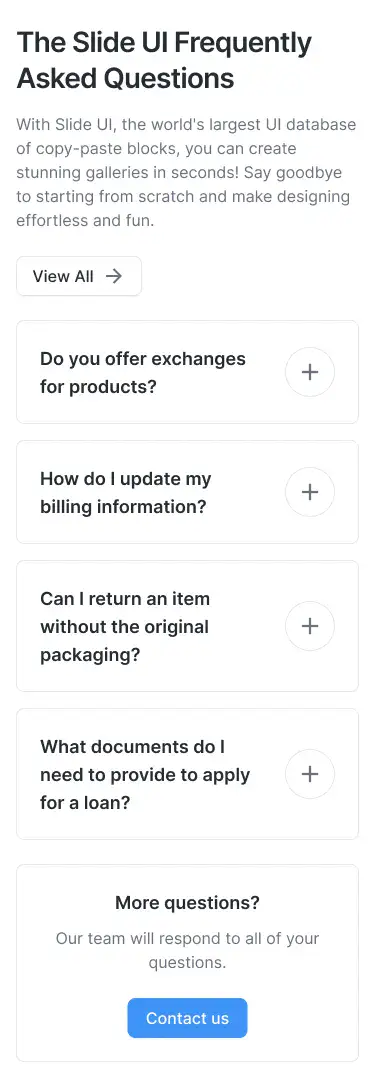 The Slide UI Frequently
Asked Questions
With Slide UI, the world's largest UI database
of copy-paste blocks, you can create
stunning galleries in seconds! Say goodbye
to starting from scratch and make designing
effortless and fun.
View All
Do you offer exchanges
for products?
How do I update my
billing information?
Can I return an item
without the original
packaging?
What documents do I
need to provide to apply
for a loan?
More questions?
Our team will respond to all of your
questions.
Contact us